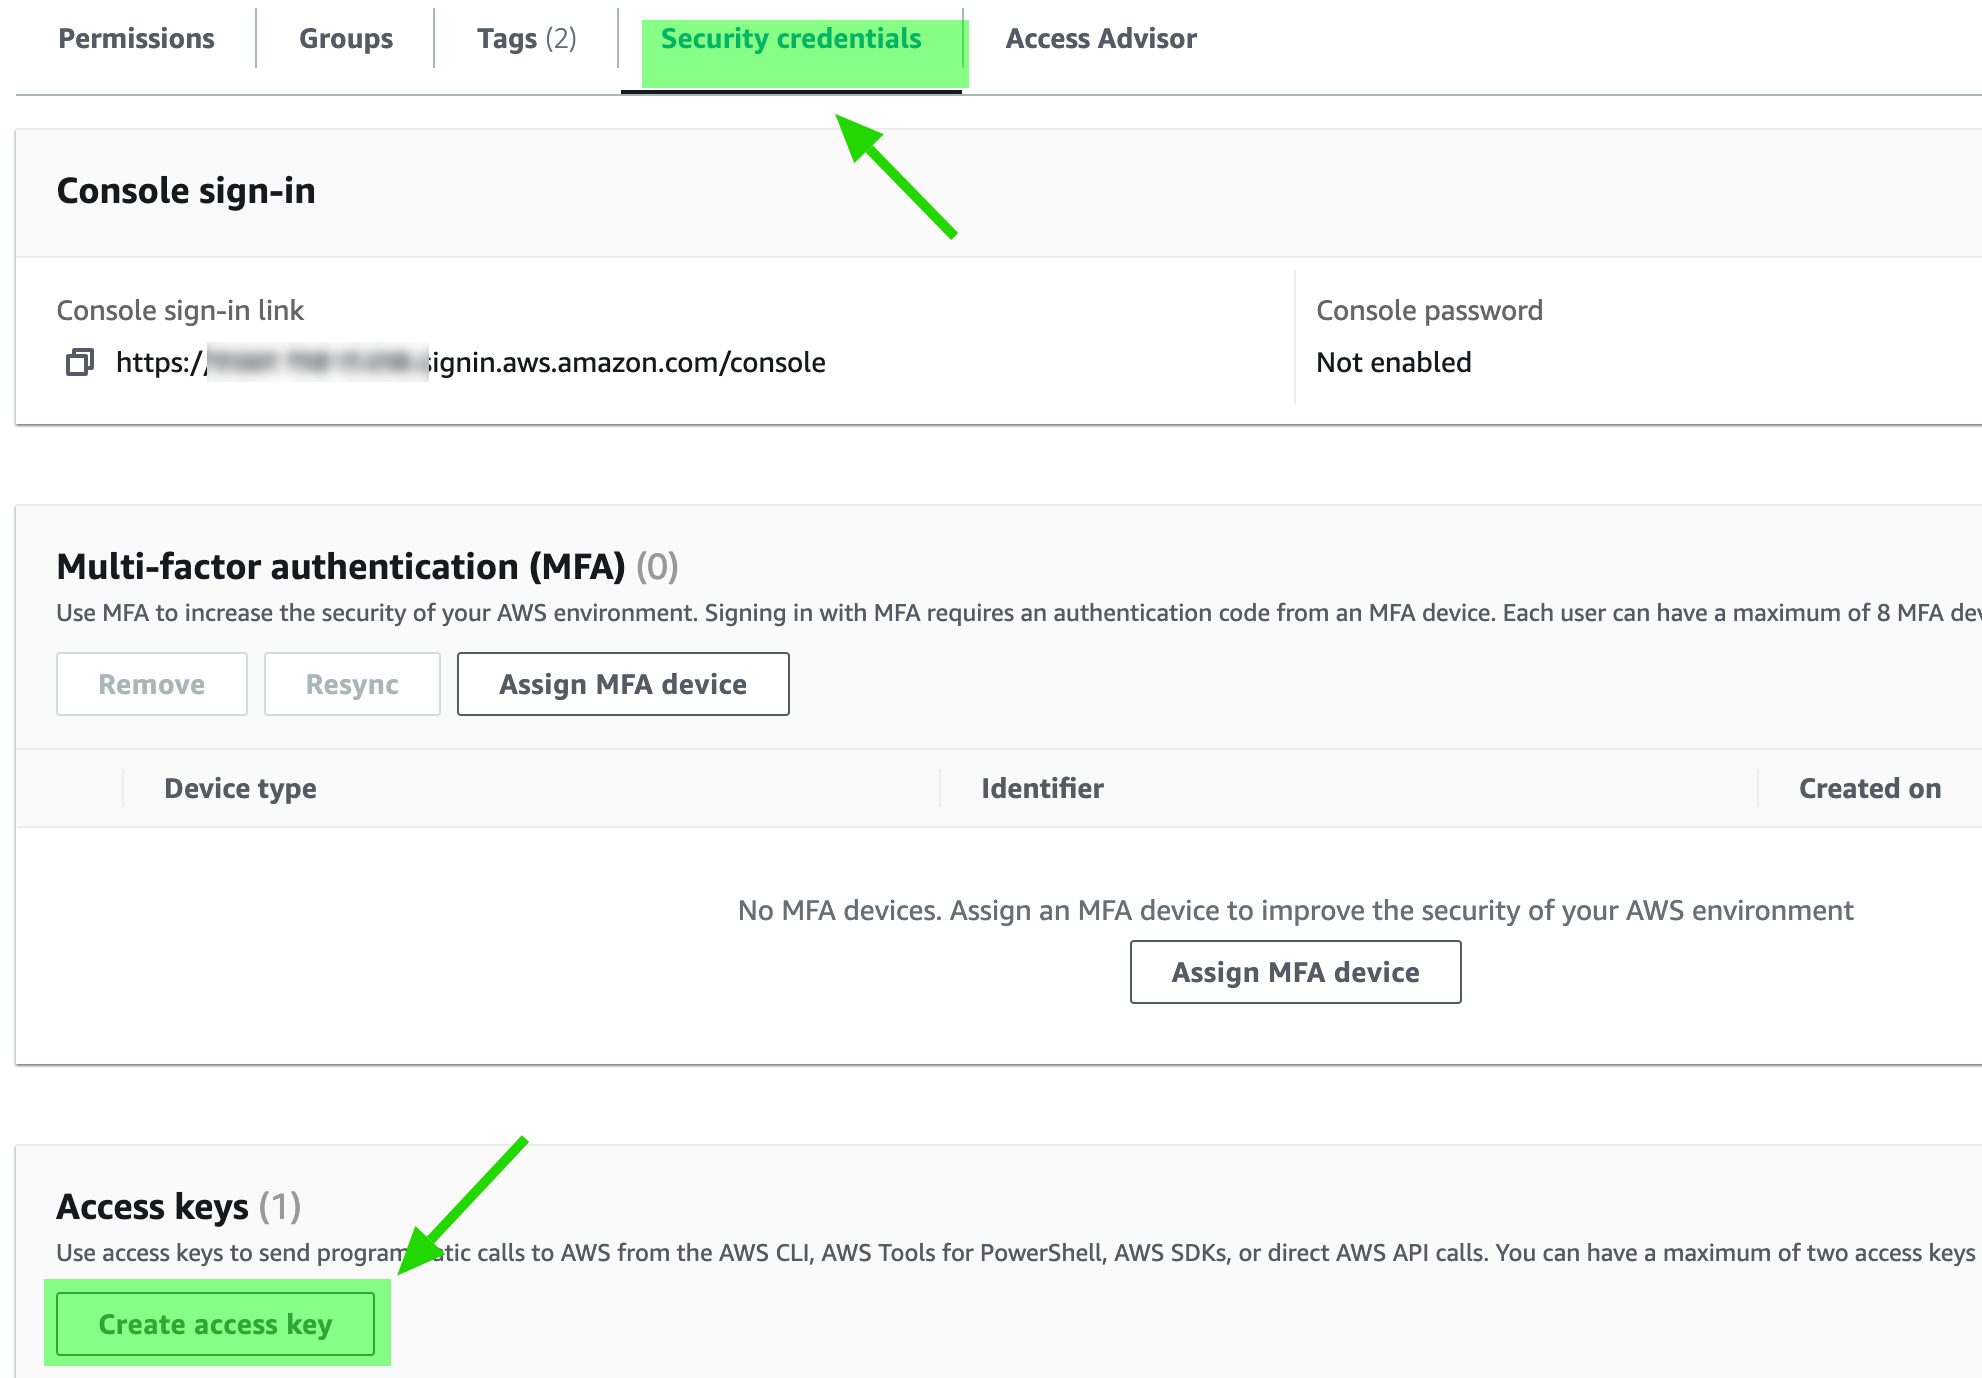 Permissions
Groups
Tags (2)
Security credentials
Access Advisor
Console sign-in
Console sign-in link
Console password
https:// signin.aws.amazon.com/console
Not enabled
Multi-factor authentication (MFA) (0)
Use MFA to increase the security of your AWS environment. Signing in with MFA requires an authentication code from an MFA device. Each user can have a maximum of 8 MFA
Remove
Resync
Assign MFA device
Device type
Identifier
Created on
No MFA devices. Assign an MFA device to improve the security of your AWS environment
Assign MFA device
Access keys (1)
Use access keys to send programmatic calls to AWS from the AWS CLI, AWS Tools for PowerShell, AWS SDKs, or direct AWS API calls. You can have a maximum of two access keys
Create access key